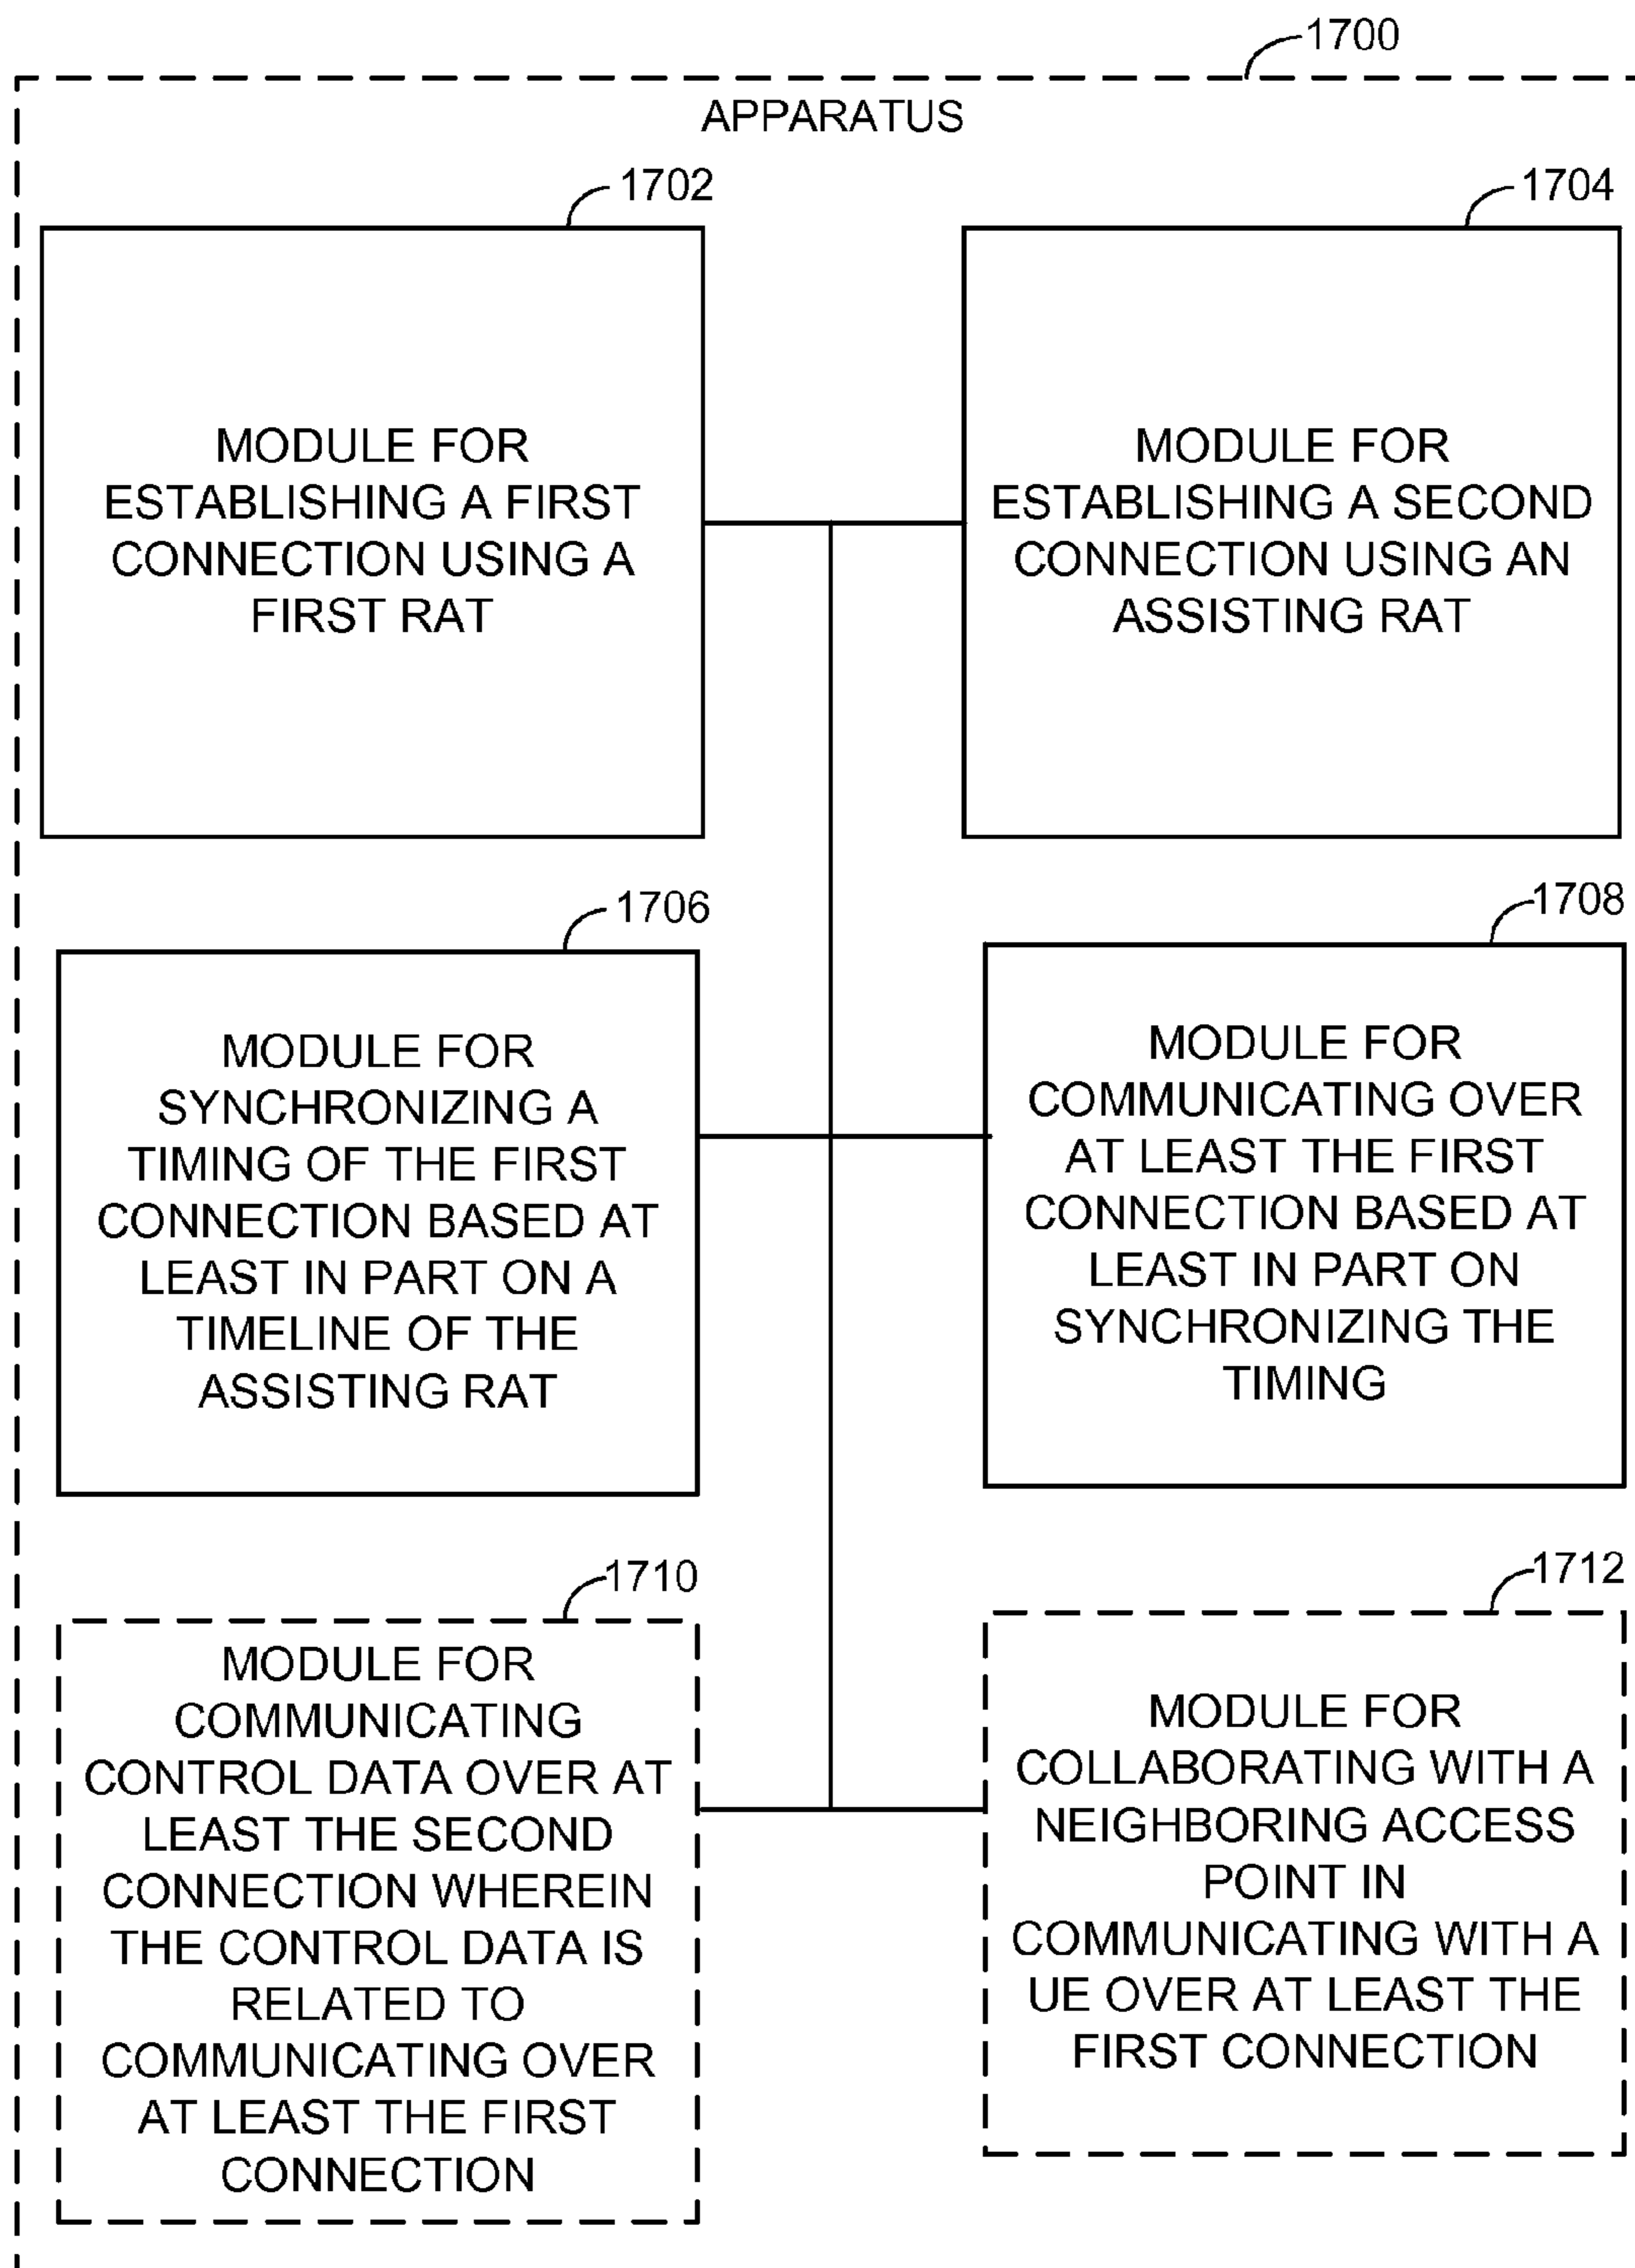 1700
APPARATUS
1702
MODULE FOR
ESTABLISHING A FIRST
CONNECTION USING A
FIRST RAT
1704
MODULE FOR
ESTABLISHING A SECOND
CONNECTION USING AN
ASSISTING RAT
1706
MODULE FOR
SYNCHRONIZING A
TIMING OF THE FIRST
CONNECTION BASED AT
LEAST IN PART ON A
TIMELINE OF THE
ASSISTING RAT
1708
MODULE FOR
COMMUNICATING OVER
AT LEAST THE FIRST
CONNECTION BASED AT
LEAST IN PART ON
SYNCHRONIZING THE
TIMING
1710
MODULE FOR
COMMUNICATING
CONTROL DATA OVER AT
LEAST THE SECOND
CONNECTION WHEREIN
THE CONTROL DATA IS
RELATED TO
COMMUNICATING OVER
AT LEAST THE FIRST
CONNECTION
1712
MODULE FOR
COLLABORATING WITH A
NEIGHBORING ACCESS
POINT IN
COMMUNICATING WITH A
UE OVER AT LEAST THE
FIRST CONNECTION